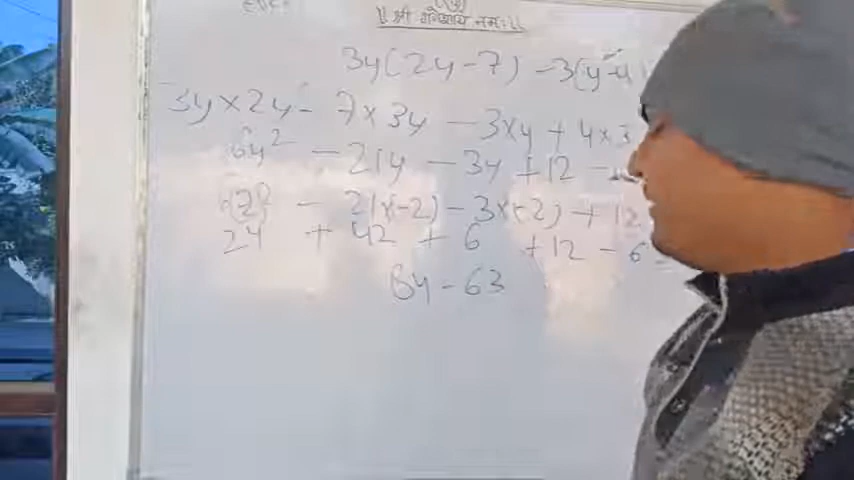 ॥ श्री गणेशाय नमः ॥
3y(2y-7) -3(y-4)
3y×2y - 7×3y - 3×y + 4×3
6y² - 21y - 3y + 12 -
- 21×(-2) - 3×(-2) + 12
24 + 42 + 6 + 12 - 6
84 - 63